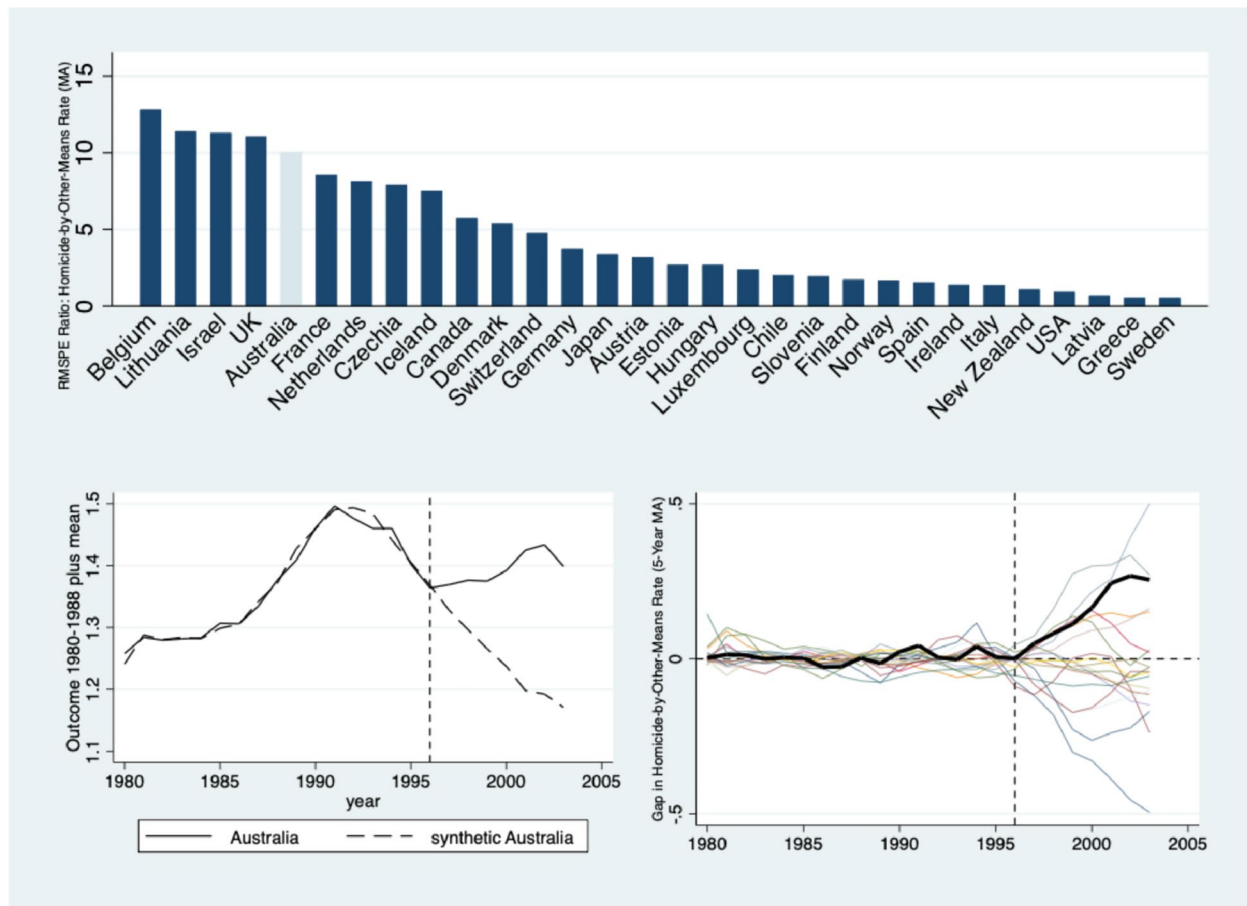 RMSPE Ratio: Homicide-by-Other-Means Rate (MA)
15
10
5
0
Belgium
Lithuania
Israel
UK
Australia
France
Netherlands
Czechia
Iceland
Canada
Denmark
Switzerland
Germany
Japan
Austria
Estonia
Hungary
Luxembourg
Chile
Slovenia
Finland
Norway
Spain
Ireland
Italy
New Zealand
USA
Latvia
Greece
Sweden
Outcome 1980-1988 plus mean
1.5
1.4
1.3
1.2
1.1
1980 1985 1990 1995 2000 2005
year
Australia synthetic Australia
Gap in Homicide-by-Other-Means Rate (5-Year MA)
.5
0
-.5
1980 1985 1990 1995 2000 2005